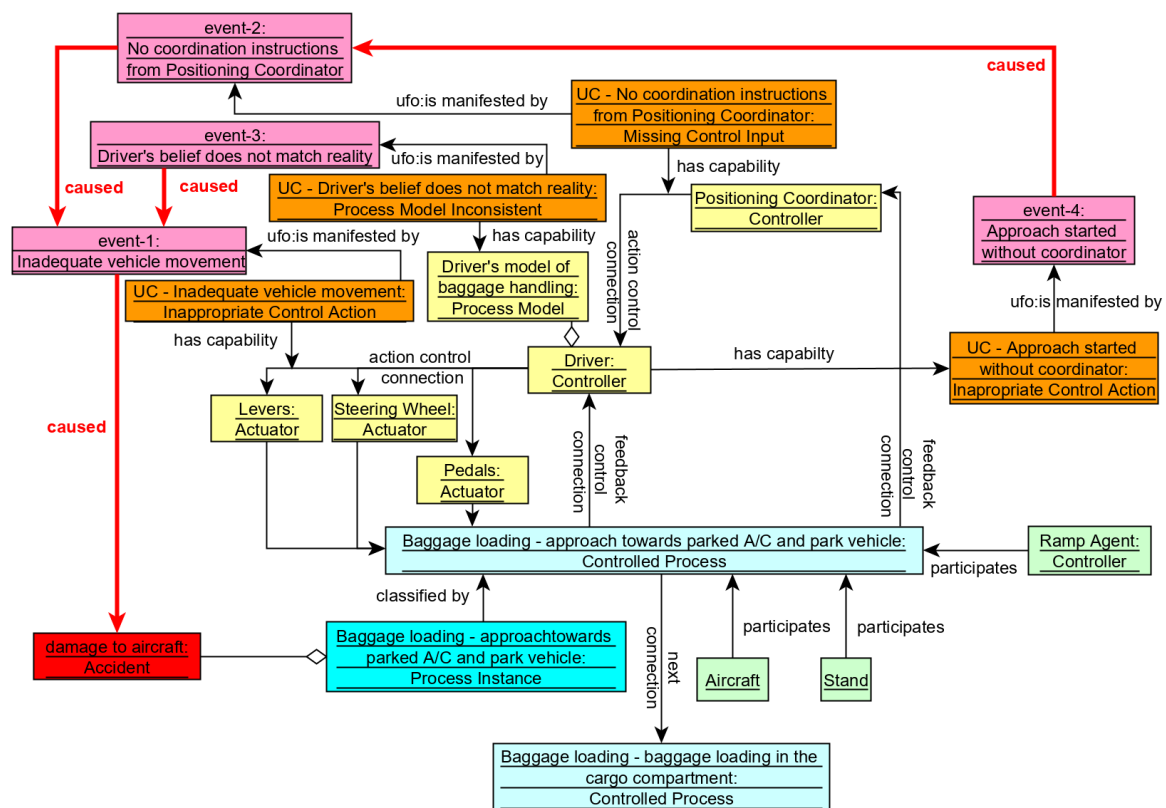 event-2:
No coordination instructions
from Positioning Coordinator
caused
UC - No coordination instructions
from Positioning Coordinator:
Missing Control Input
ufo:is manifested by
event-3:
Driver's belief does not match reality
ufo:is manifested by
has capability
caused
caused
UC - Driver's belief does not match reality:
Process Model Inconsistent
Positioning Coordinator:
Controller
event-4:
Approach started
without coordinator
event-1:
Inadequate vehicle movement
ufo:is manifested by
has capability
action control
connection
Driver's model of
baggage handling:
Process Model
UC - Inadequate vehicle movement:
Inappropriate Control Action
ufo:is manifested by
has capability
action control
connection
Driver:
Controller
has capabilty
UC - Approach started
without coordinator:
Inapropriate Control Action
Levers:
Actuator
Steering Wheel:
Actuator
caused
Pedals:
Actuator
feedback
control
connection
feedback
control
connection
Baggage loading - approach towards parked A/C and park vehicle:
Controlled Process
Ramp Agent:
Controller
participates
classified by
damage to aircraft:
Accident
Baggage loading - approachtowards
parked A/C and park vehicle:
Process Instance
next
connection
participates
participates
Aircraft
Stand
Baggage loading - baggage loading in the
cargo compartment:
Controlled Process